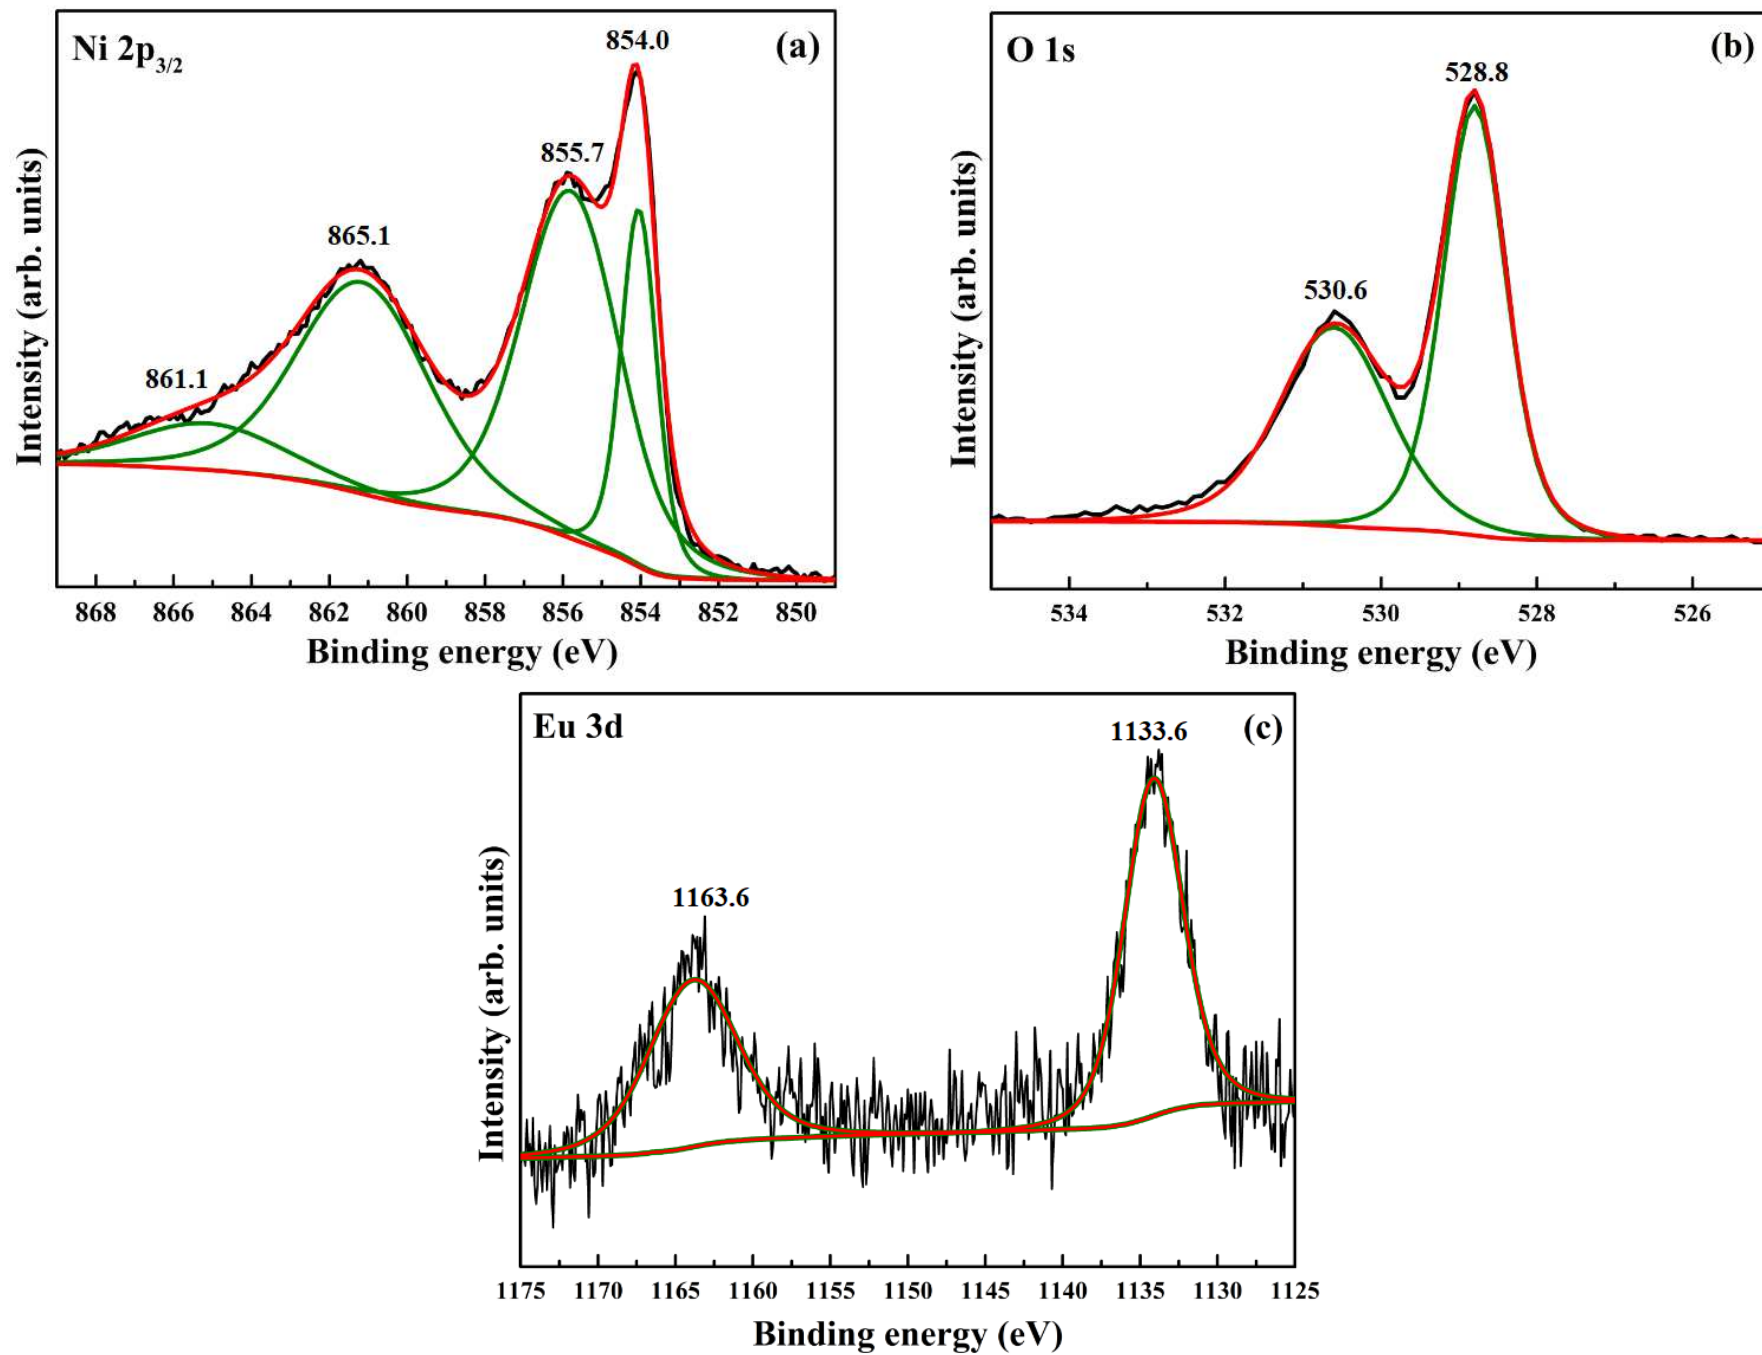 Ni 2p3/2
(a)
854.0
855.7
865.1
861.1
Intensity (arb. units)
868 866 864 862 860 858 856 854 852 850
Binding energy (eV)
O 1s
(b)
528.8
530.6
Intensity (arb. units)
534 532 530 528 526
Binding energy (eV)
Eu 3d
(c)
1133.6
1163.6
Intensity (arb. units)
1175 1170 1165 1160 1155 1150 1145 1140 1135 1130 1125
Binding energy (eV)